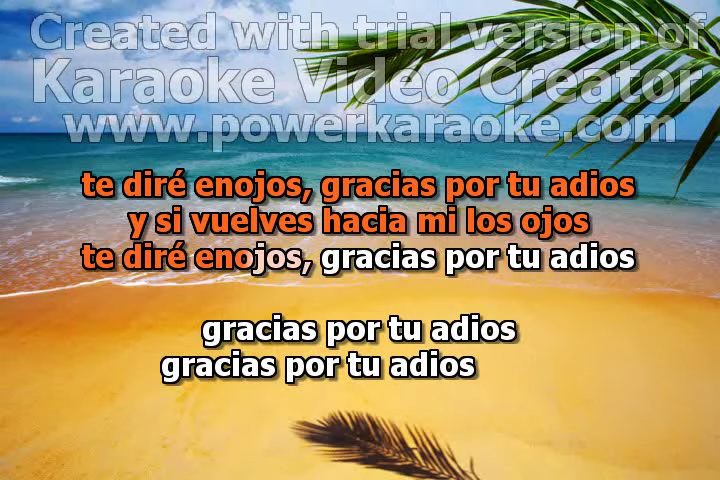 Created with trial version of
Karaoke Video Creator
www.powerkaraoke.com
te diré enojos, gracias por tu adios
y si vuelves hacia mi los ojos
te diré enojos, gracias por tu adios
gracias por tu adios
gracias por tu adios